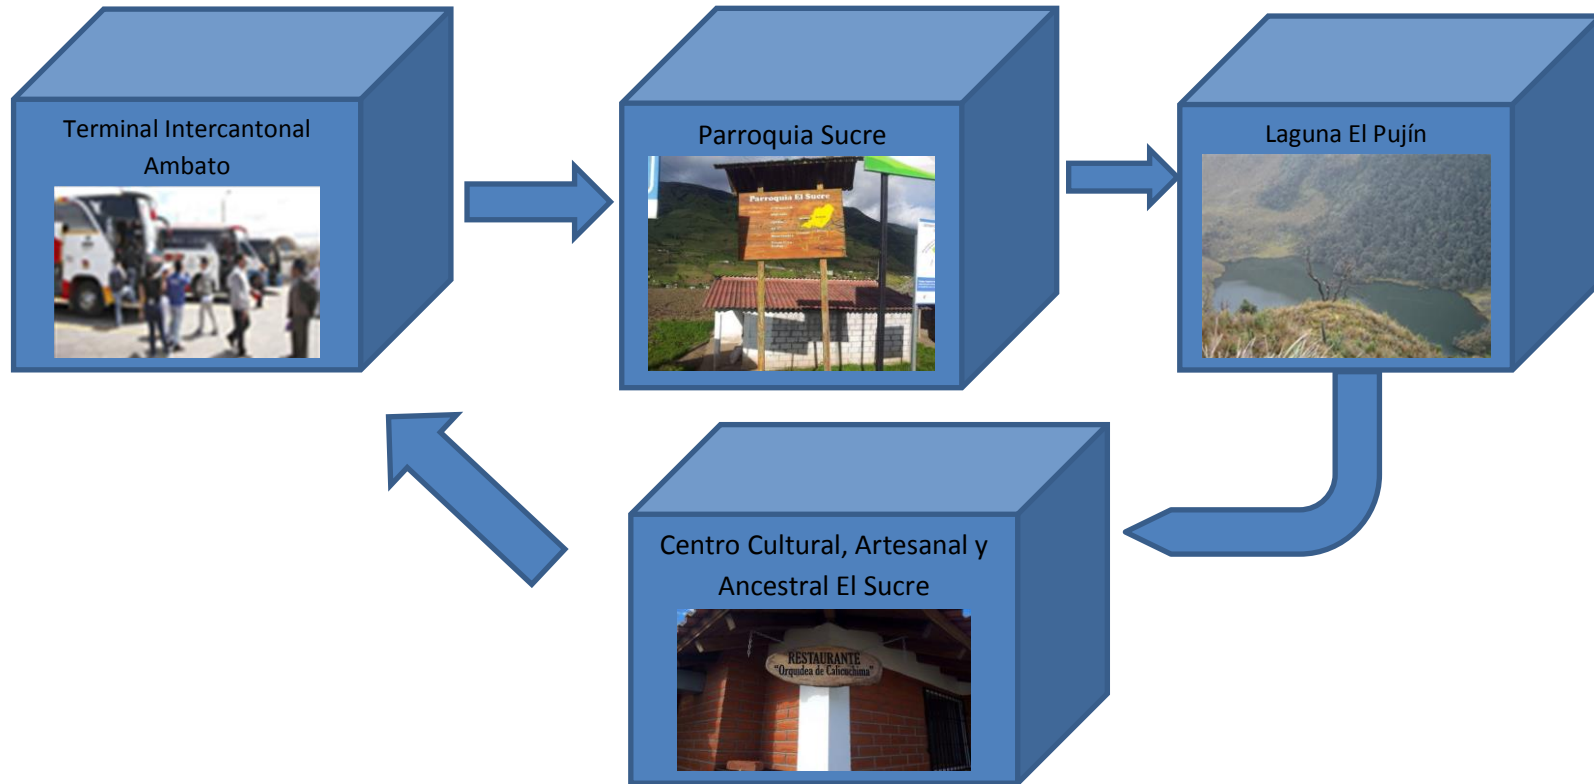 Terminal Intercantonal
Ambato
Parroquia Sucre
Parroquia El Sucre
Laguna El Pujín
Centro Cultural, Artesanal y
Ancestral El Sucre
RESTAURANTE
"Orquidea de Calicuchima"